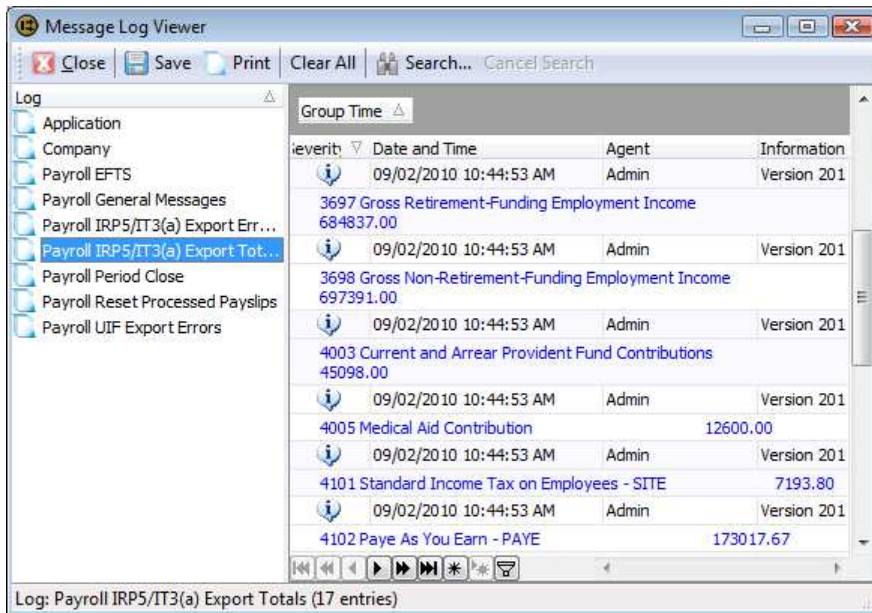 Message Log Viewer
Close Save Print Clear All Search... Cancel Search
Log
Application
Company
Payroll EFTS
Payroll General Messages
Payroll IRP5/IT3(a) Export Err...
Payroll IRP5/IT3(a) Export Tot...
Payroll Period Close
Payroll Reset Processed Payslips
Payroll UIF Export Errors
Group Time
Severity Date and Time Agent Information
09/02/2010 10:44:53 AM Admin Version 201
3697 Gross Retirement-Funding Employment Income
684837.00
09/02/2010 10:44:53 AM Admin Version 201
3698 Gross Non-Retirement-Funding Employment Income
697391.00
09/02/2010 10:44:53 AM Admin Version 201
4003 Current and Arrear Provident Fund Contributions
45098.00
09/02/2010 10:44:53 AM Admin Version 201
4005 Medical Aid Contribution 12600.00
09/02/2010 10:44:53 AM Admin Version 201
4101 Standard Income Tax on Employees - SITE 7193.80
09/02/2010 10:44:53 AM Admin Version 201
4102 Paye As You Earn - PAYE 173017.67
Log: Payroll IRP5/IT3(a) Export Totals (17 entries)